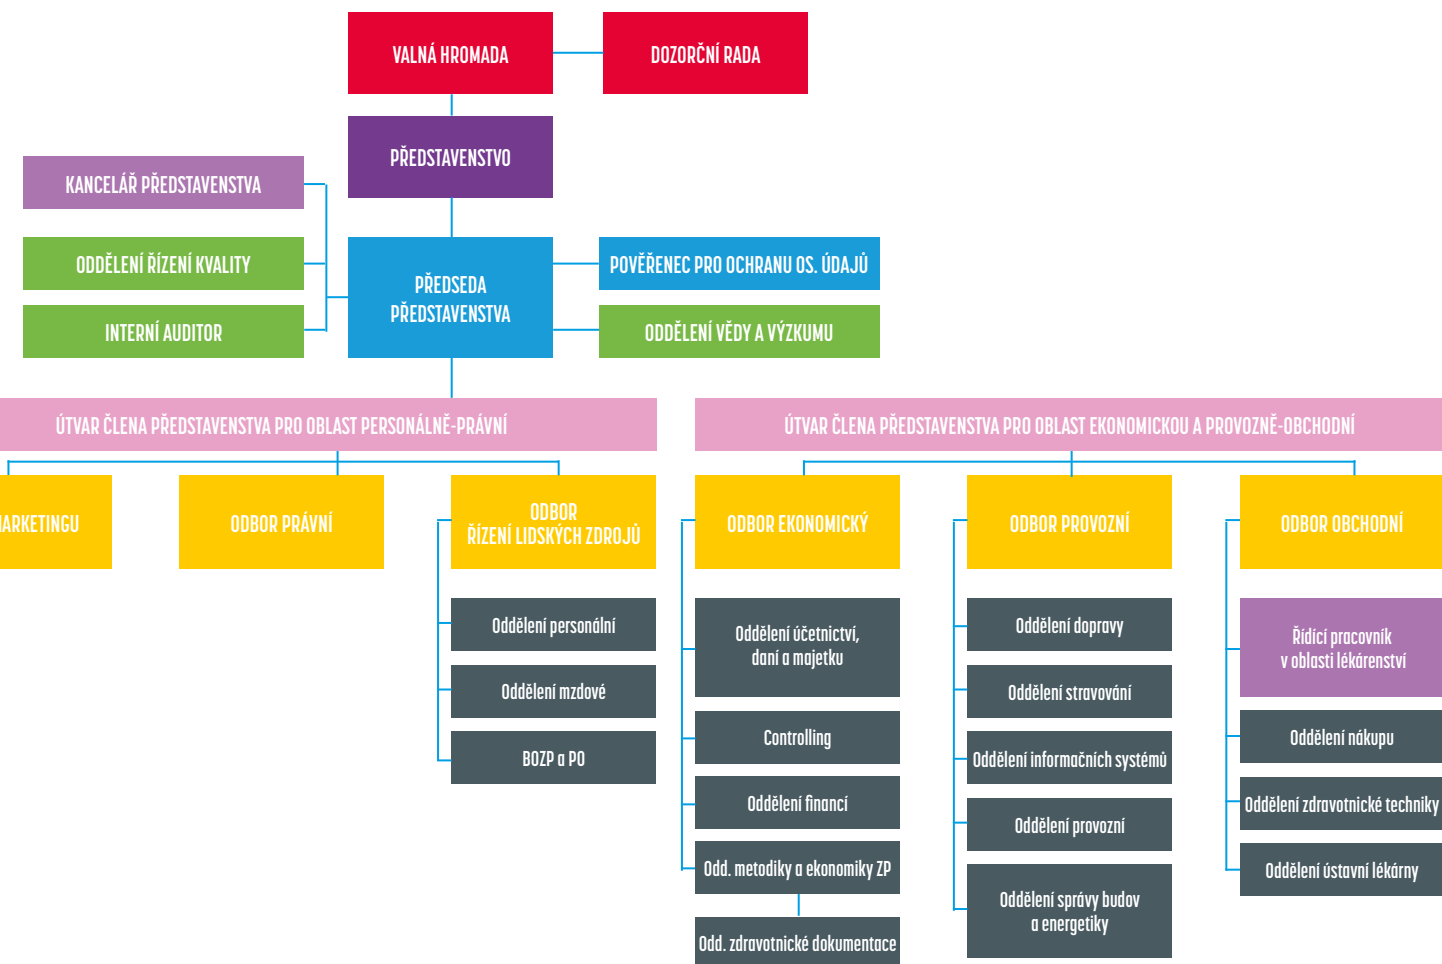 VALNÁ HROMADA
DOZORČNÍ RADA
PŘEDSTAVENSTVO
KANCELÁŘ PŘEDSTAVENSTVA
ODDĚLENÍ ŘÍZENÍ KVALITY
INTERNÍ AUDITOR
PŘEDSEDA
PŘEDSTAVENSTVA
POVĚŘENEC PRO OCHRANU OS. ÚDAJŮ
ODDĚLENÍ VĚDY A VÝZKUMU
ÚTVAR ČLENA PŘEDSTAVENSTVA PRO OBLAST PERSONÁLNĚ-PRÁVNÍ
ÚTVAR ČLENA PŘEDSTAVENSTVA PRO OBLAST EKONOMICKOU A PROVOZNĚ-OBCHODNÍ
ARKETINGU
ODBOR PRÁVNÍ
ODBOR
ŘÍZENÍ LIDSKÝCH ZDROJŮ
Oddělení personální
Oddělení mzdové
BOZP a PO
ODBOR EKONOMICKÝ
Oddělení účetnictví,
daní a majetku
Controlling
Oddělení financí
Odd. metodiky a ekonomiky ZP
Odd. zdravotnické dokumentace
ODBOR PROVOZNÍ
Oddělení dopravy
Oddělení stravování
Oddělení informačních systémů
Oddělení provozní
Oddělení správy budov
a energetiky
ODBOR OBCHODNÍ
Řídící pracovník
v oblasti lékárenství
Oddělení nákupu
Oddělení zdravotnické techniky
Oddělení ústavní lékárny